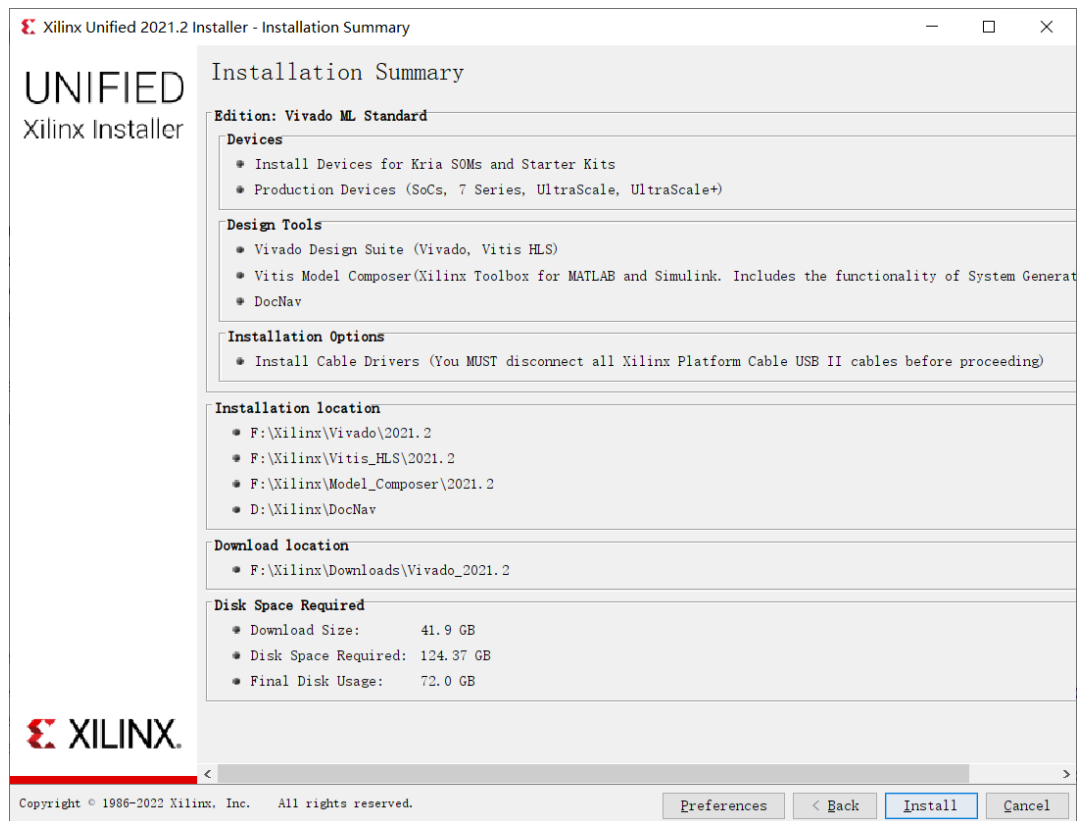 Xilinx Unified 2021.2 Installer - Installation Summary
UNIFIED
Xilinx Installer
Installation Summary
Edition: Vivado ML Standard
Devices
Install Devices for Kria SOMs and Starter Kits
Production Devices (SoCs, 7 Series, UltraScale, UltraScale+)
Design Tools
Vivado Design Suite (Vivado, Vitis HLS)
Vitis Model Composer(Xilinx Toolbox for MATLAB and Simulink. Includes the functionality of System Generat
DocNav
Installation Options
Install Cable Drivers (You MUST disconnect all Xilinx Platform Cable USB II cables before proceeding)
Installation location
F:\Xilinx\Vivado\2021.2
F:\Xilinx\Vitis_HLS\2021.2
F:\Xilinx\Model_Composer\2021.2
D:\Xilinx\DocNav
Download location
F:\Xilinx\Downloads\Vivado_2021.2
Disk Space Required
Download Size: 41.9 GB
Disk Space Required: 124.37 GB
Final Disk Usage: 72.0 GB
XILINX.
Copyright © 1986-2022 Xilinx, Inc. All rights reserved.
Preferences < Back Install Cancel